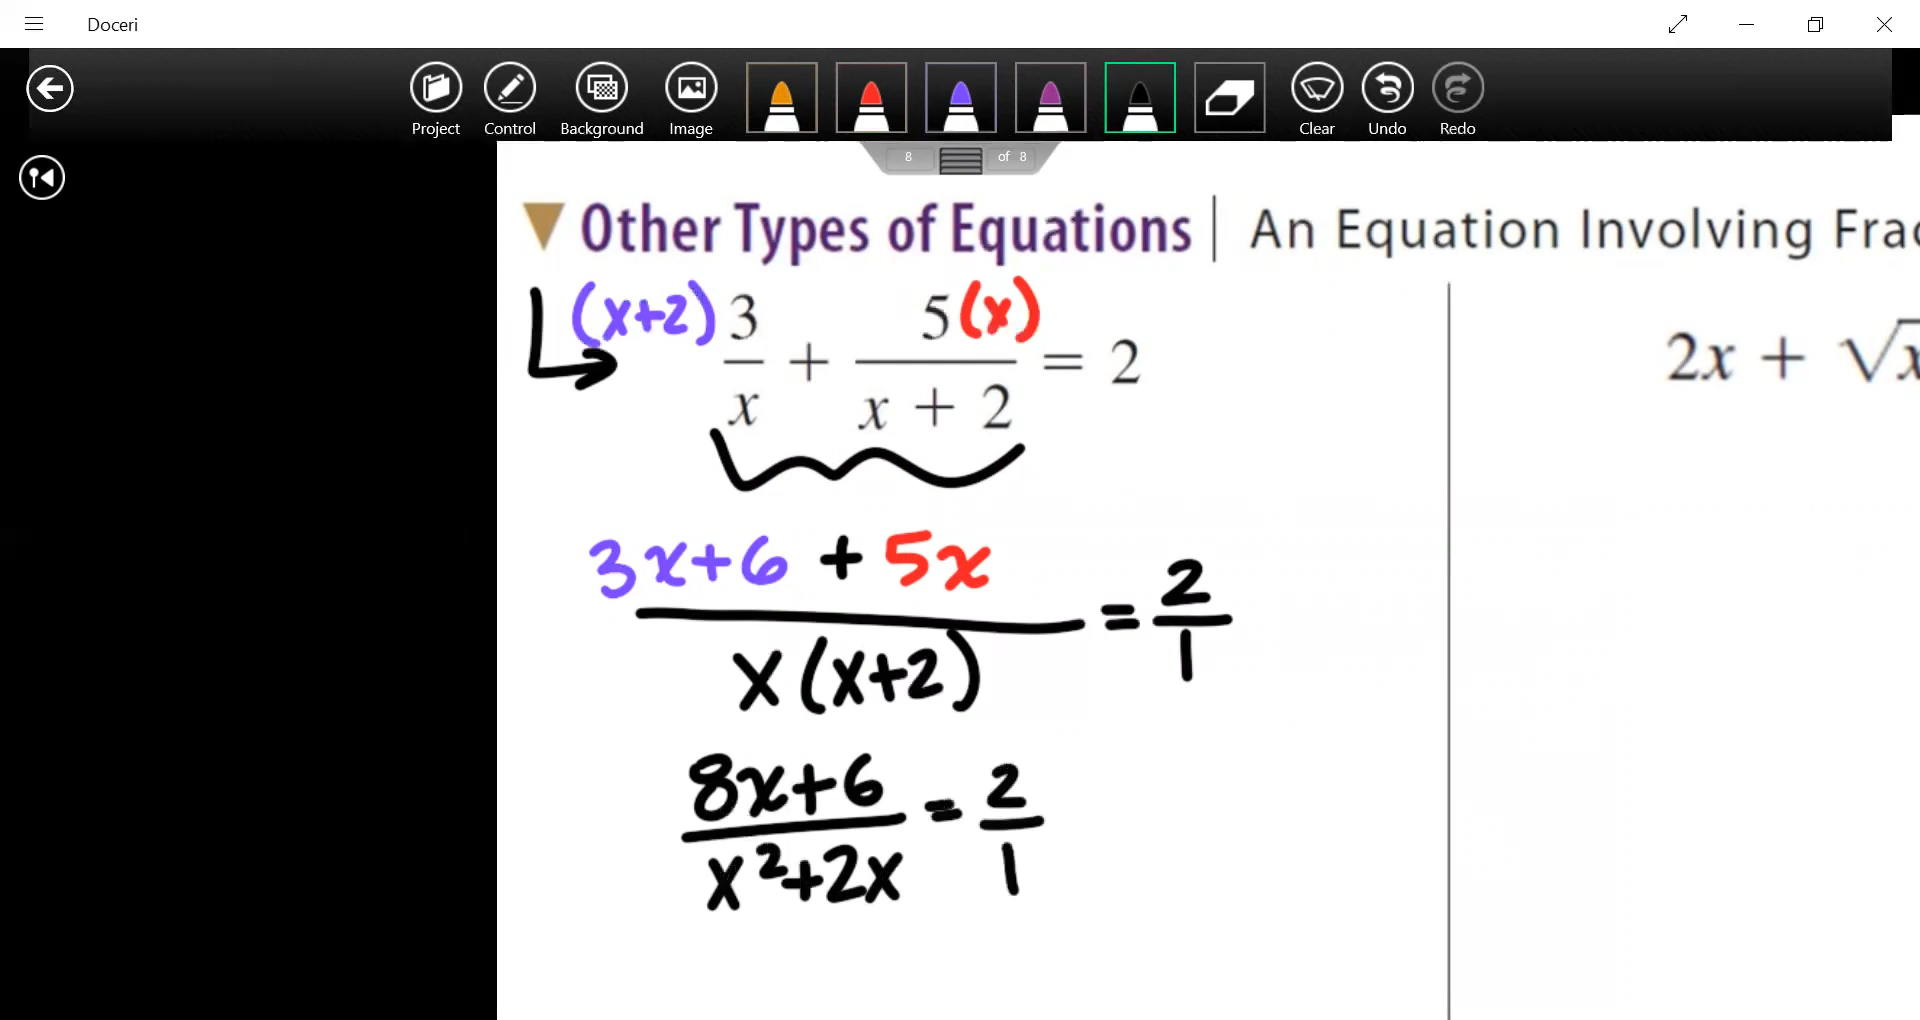 Doceri
Project Control Background Image Clear Undo Redo
8 of 8
Other Types of Equations | An Equation Involving Frac
(x+2) 3/x + 5(x)/(x + 2) = 2
2x + √x
(3x+6 + 5x)/(x(x+2)) = 2/1
(8x+6)/(x²+2x) = 2/1